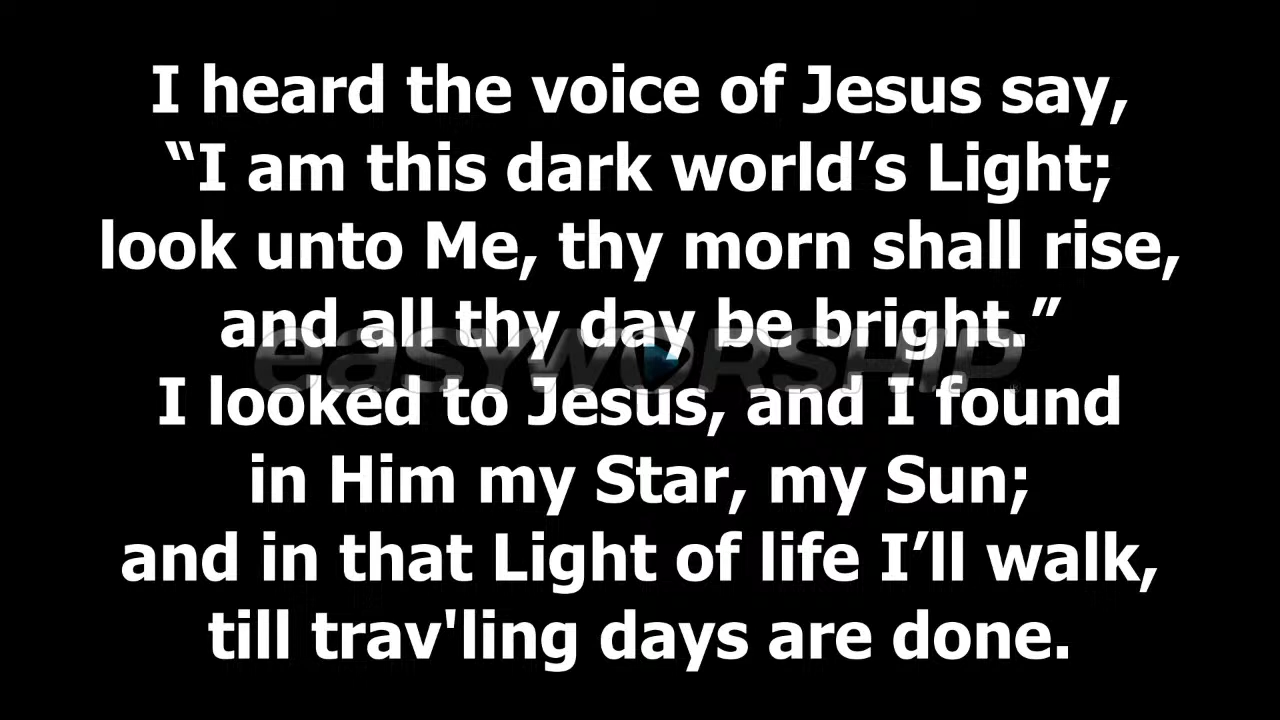 I heard the voice of Jesus say,
“I am this dark world’s Light;
look unto Me, thy morn shall rise,
and all thy day be bright.”
easyworship
I looked to Jesus, and I found
in Him my Star, my Sun;
and in that Light of life I’ll walk,
till trav'ling days are done.